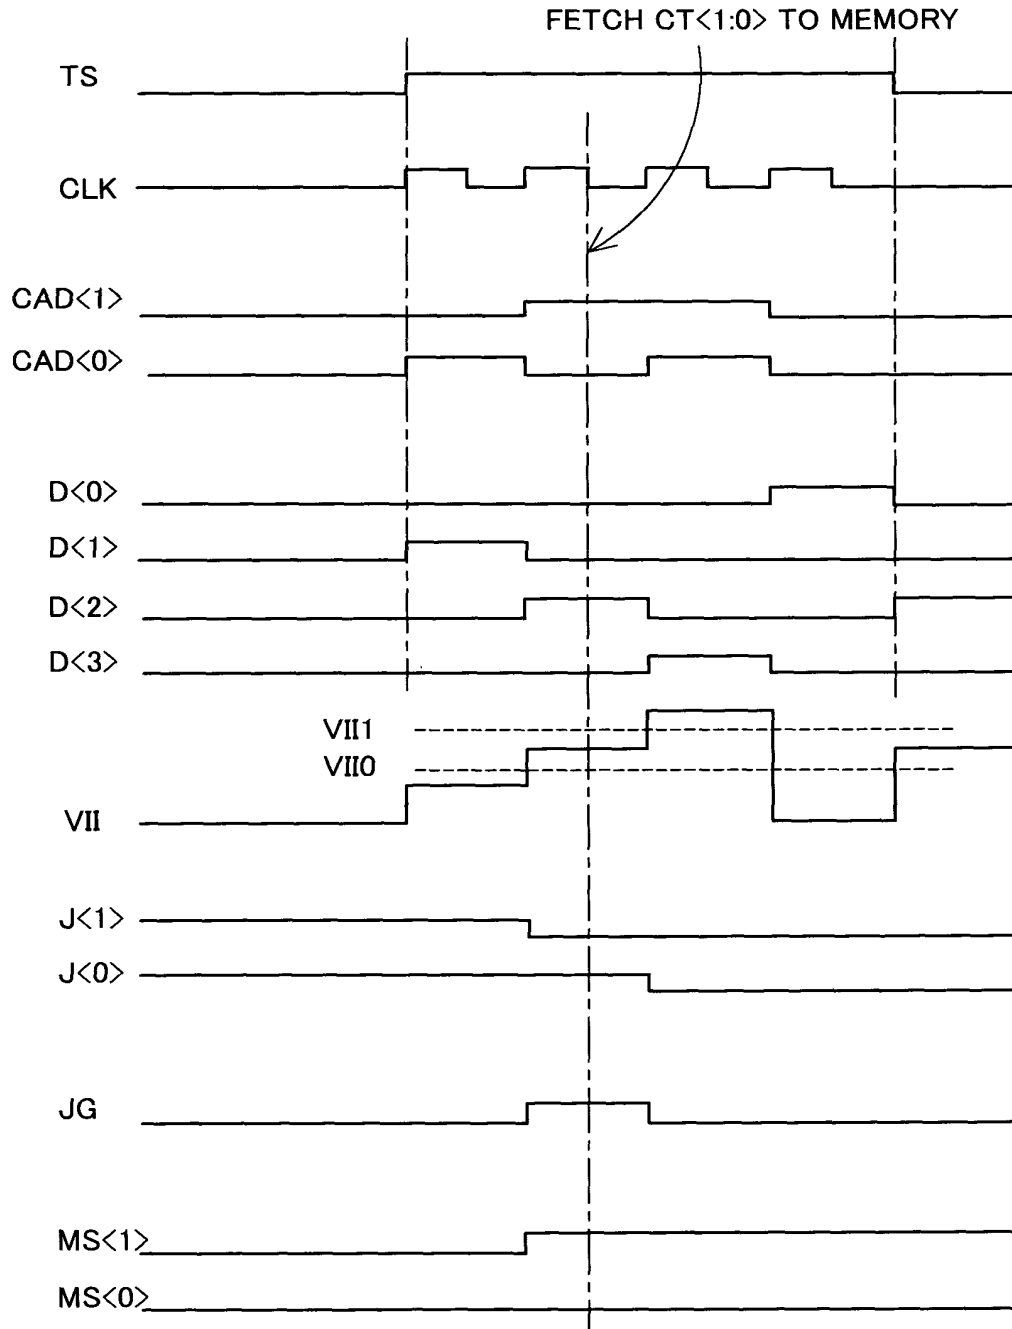 FETCH CT<1:0> TO MEMORY
TS
CLK
CAD<1>
CAD<0>
D<0>
D<1>
D<2>
D<3>
VII1
VII0
VII
J<1>
J<0>
JG
MS<1>
MS<0>